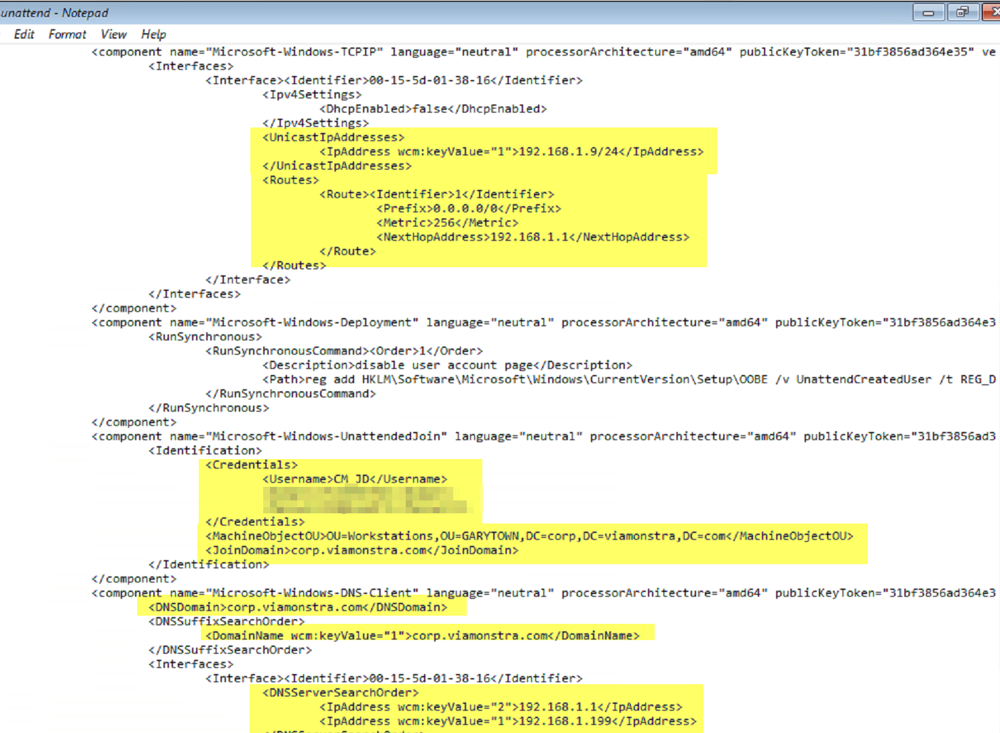 unattend - Notepad
Edit Format View Help
<component name="Microsoft-Windows-TCPIP" language="neutral" processorArchitecture="amd64" publicKeyToken="31bf3856ad364e35" ve
<Interfaces>
<Interface><Identifier>00-15-5d-01-38-16</Identifier>
<Ipv4Settings>
<DhcpEnabled>false</DhcpEnabled>
</Ipv4Settings>
<UnicastIpAddresses>
<IpAddress wcm:keyValue="1">192.168.1.9/24</IpAddress>
</UnicastIpAddresses>
<Routes>
<Route><Identifier>1</Identifier>
<Prefix>0.0.0.0/0</Prefix>
<Metric>256</Metric>
<NextHopAddress>192.168.1.1</NextHopAddress>
</Route>
</Routes>
</Interface>
</Interfaces>
</component>
<component name="Microsoft-Windows-Deployment" language="neutral" processorArchitecture="amd64" publicKeyToken="31bf3856ad364e3
<RunSynchronous>
<RunSynchronousCommand><Order>1</Order>
<Description>disable user account page</Description>
<Path>reg add HKLM\Software\Microsoft\Windows\CurrentVersion\Setup\OOBE /v UnattendCreatedUser /t REG_D
</RunSynchronousCommand>
</RunSynchronous>
</component>
<component name="Microsoft-Windows-UnattendedJoin" language="neutral" processorArchitecture="amd64" publicKeyToken="31bf3856ad3
<Identification>
<Credentials>
<Username>CM_JD</Username>
</Credentials>
<MachineObjectOU>OU=Workstations,OU=GARYTOWN,DC=corp,DC=viamonstra,DC=com</MachineObjectOU>
<JoinDomain>corp.viamonstra.com</JoinDomain>
</Identification>
</component>
<component name="Microsoft-Windows-DNS-Client" language="neutral" processorArchitecture="amd64" publicKeyToken="31bf3856ad364e3
<DNSDomain>corp.viamonstra.com</DNSDomain>
<DNSSuffixSearchOrder>
<DomainName wcm:keyValue="1">corp.viamonstra.com</DomainName>
</DNSSuffixSearchOrder>
<Interfaces>
<Interface><Identifier>00-15-5d-01-38-16</Identifier>
<DNSServerSearchOrder>
<IpAddress wcm:keyValue="2">192.168.1.1</IpAddress>
<IpAddress wcm:keyValue="1">192.168.1.199</IpAddress>
</DNSServerSearchOrder>